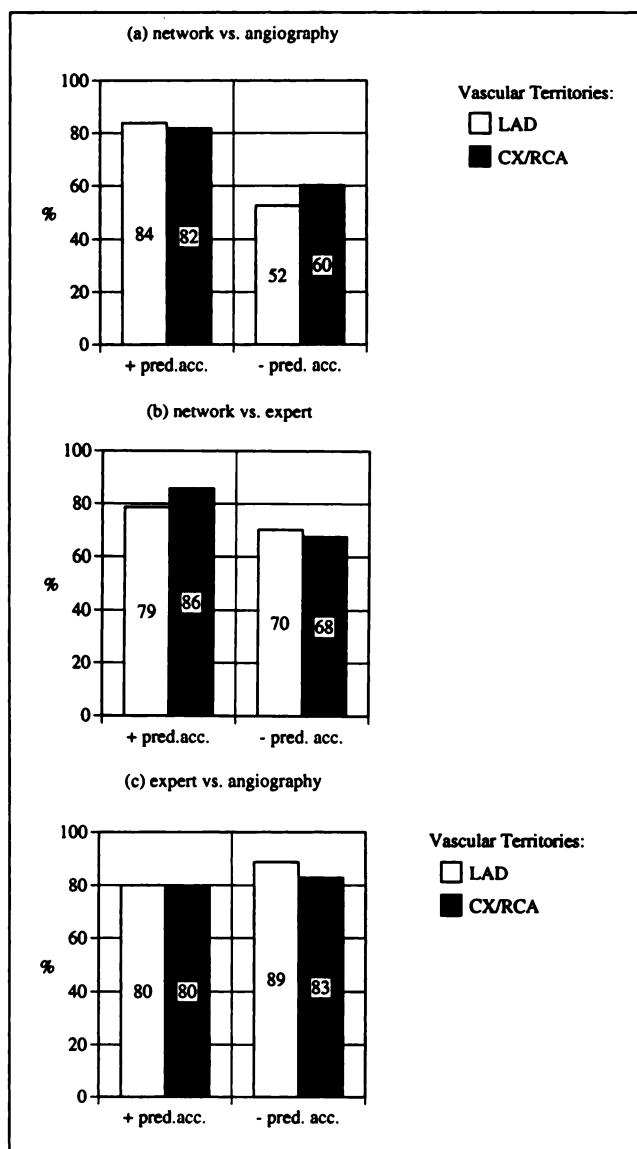 (a) network vs. angiography
100
80
60
40
20
0
%
84
82
52
60
+ pred.acc.
- pred. acc.
Vascular Territories:
LAD
CX/RCA
(b) network vs. expert
100
80
60
40
20
0
%
79
86
70
68
+ pred.acc.
- pred. acc.
(c) expert vs. angiography
100
80
60
40
20
0
%
80
80
89
83
+ pred.acc.
- pred. acc.
Vascular Territories:
LAD
CX/RCA